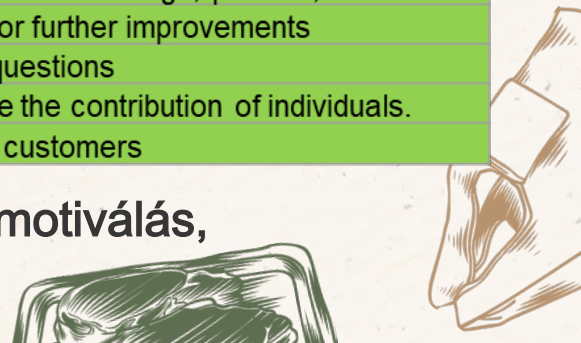 or further improvements
questions
e the contribution of individuals.
customers
motiválás,